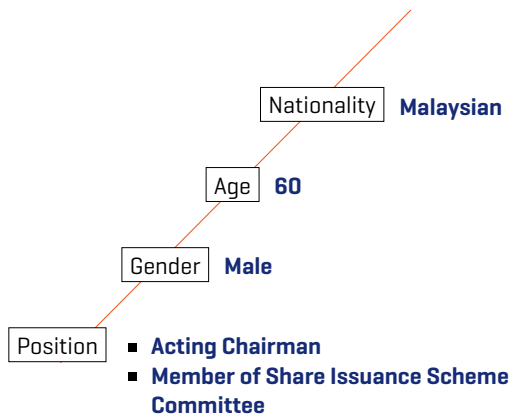 Nationality Malaysian
Age 60
Gender Male
Position ▪ Acting Chairman
▪ Member of Share Issuance Scheme
Committee